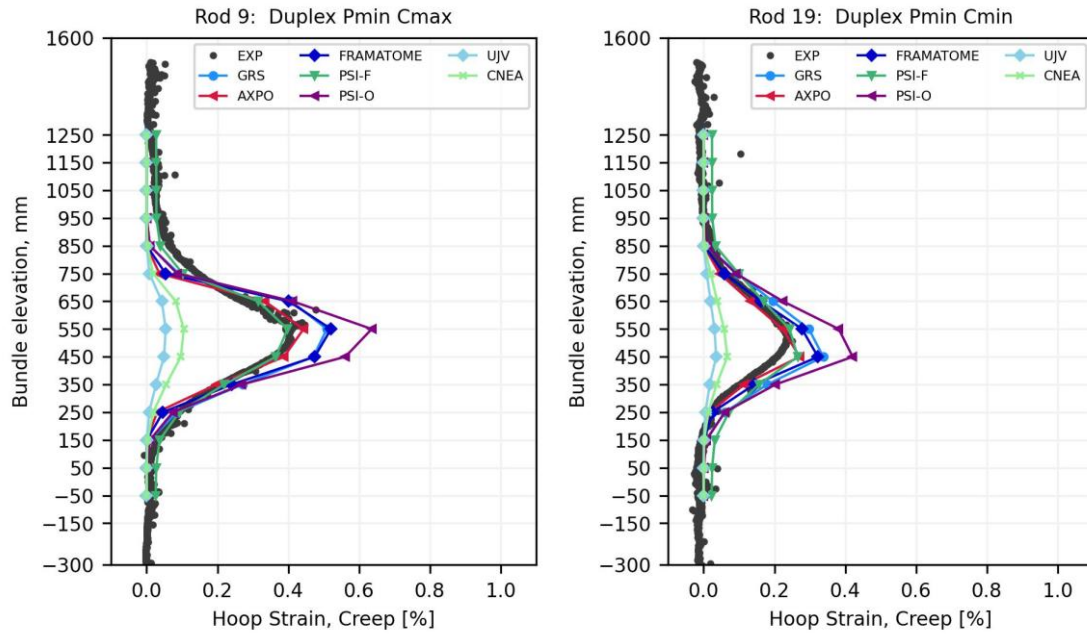 Rod 9: Duplex Pmin Cmax
1600
1250
1150
1050
950
850
750
650
550
450
350
250
150
50
−50
−150
−300
Bundle elevation, mm
EXP
GRS
AXPO
FRAMATOME
PSI-F
PSI-O
UJV
CNEA
0.0 0.2 0.4 0.6 0.8 1.0
Hoop Strain, Creep [%]
Rod 19: Duplex Pmin Cmin
1600
1250
1150
1050
950
850
750
650
550
450
350
250
150
50
−50
−150
−300
Bundle elevation, mm
EXP
GRS
AXPO
FRAMATOME
PSI-F
PSI-O
UJV
CNEA
0.0 0.2 0.4 0.6 0.8 1.0
Hoop Strain, Creep [%]